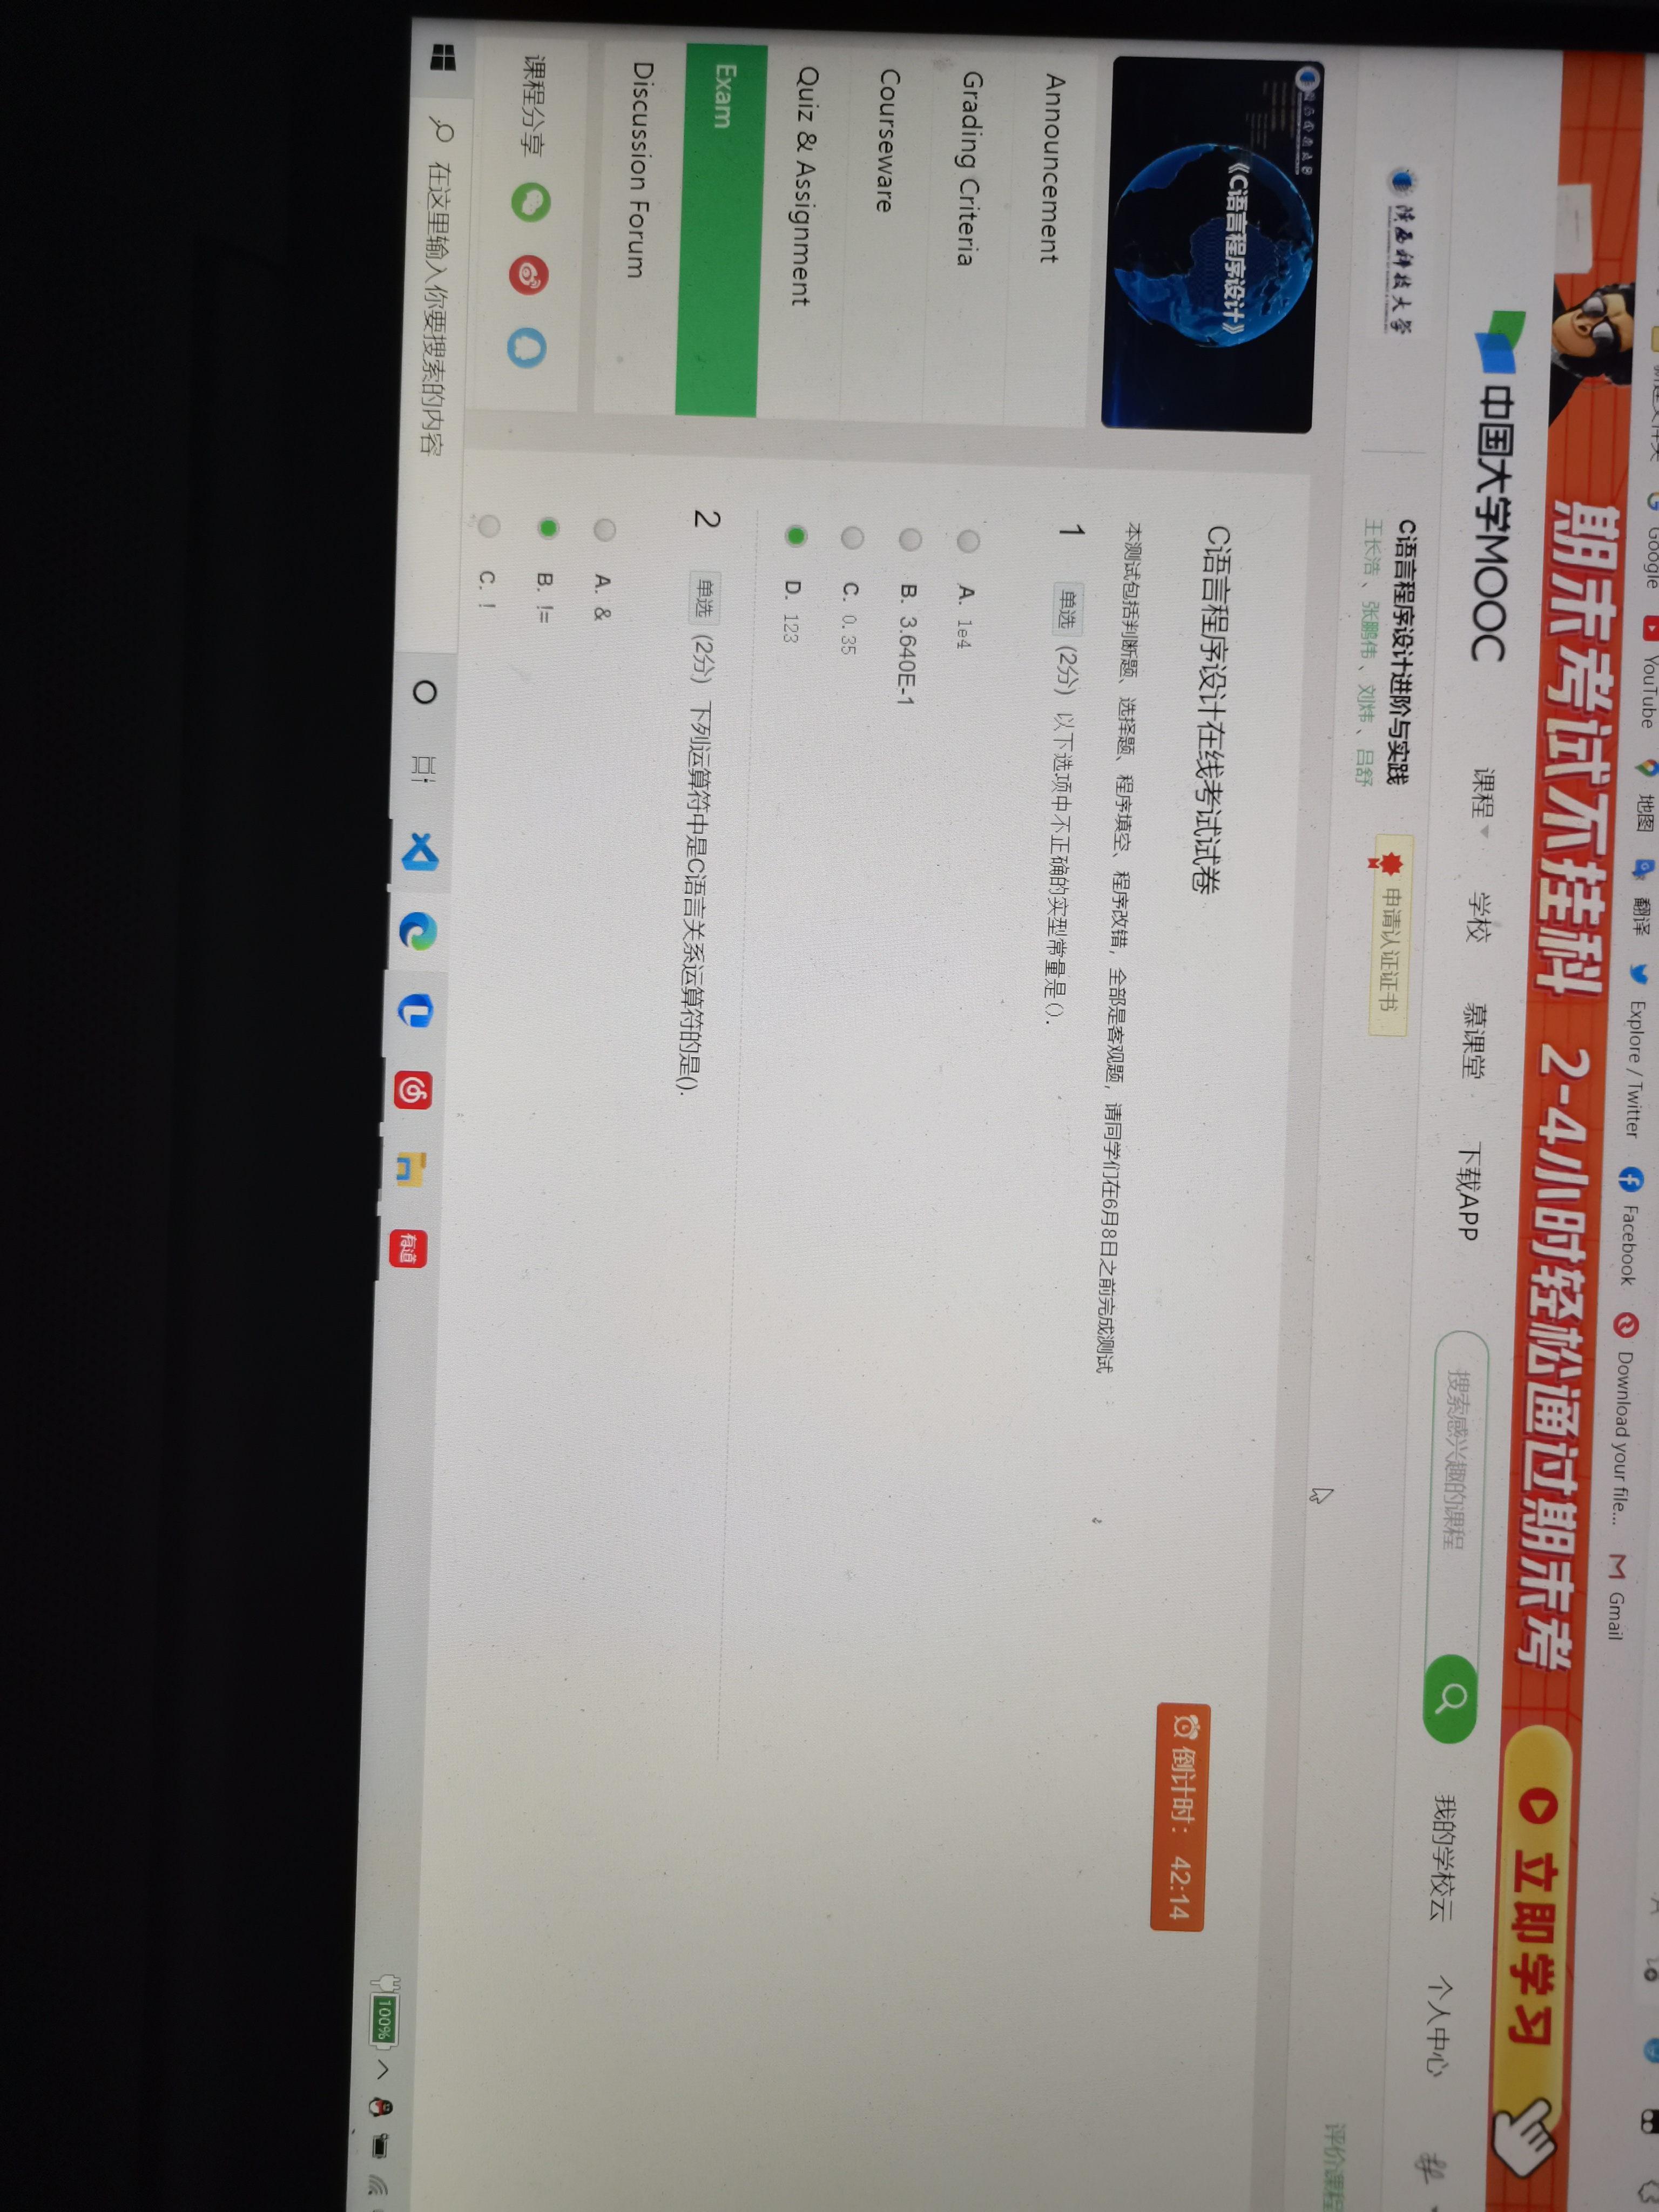 Google
YouTube
地图
翻译
Explore / Twitter
Facebook
Download your file...
Gmail
期末考试不挂科 2-4小时轻松通过期末考
立即学习
中国大学MOOC
课程
学校
慕课堂
下载APP
搜索感兴趣的课程
我的学校云
个人中心
陕西科技大学
C语言程序设计进阶与实践
王长浩、张鹏伟、刘炜、吕舒
申请认证证书
评价课程
《C语言程序设计》
Announcement
Grading Criteria
Courseware
Quiz & Assignment
Exam
Discussion Forum
课程分享
C语言程序设计在线考试试卷
倒计时： 42:14
本测试包括判断题、选择题、程序填空、程序改错，全部是客观题，请同学们在6月8日之前完成测试
1 单选 (2分) 以下选项中不正确的实型常量是().
A. 1e4
B. 3.640E-1
C. 0.35
D. 123
2 单选 (2分) 下列运算符中是C语言关系运算符的是().
A. &
B. !=
C. !
在这里输入你要搜索的内容
有道
100%